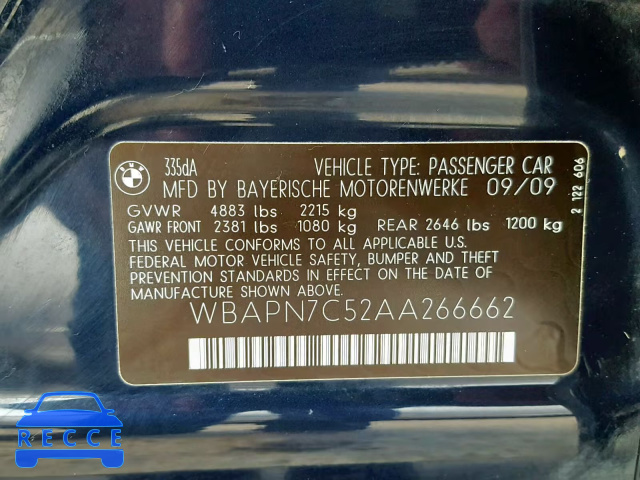 BMW
335dA VEHICLE TYPE: PASSENGER CAR
MFD BY BAYERISCHE MOTORENWERKE 09/09
GVWR 4883 lbs 2215 kg
GAWR FRONT 2381 lbs 1080 kg REAR 2646 lbs 1200 kg
THIS VEHICLE CONFORMS TO ALL APPLICABLE U.S.
FEDERAL MOTOR VEHICLE SAFETY, BUMPER AND THEFT
PREVENTION STANDARDS IN EFFECT ON THE DATE OF
MANUFACTURE SHOWN ABOVE.
WBAPN7C52AA266662
2 122 606
RECCE